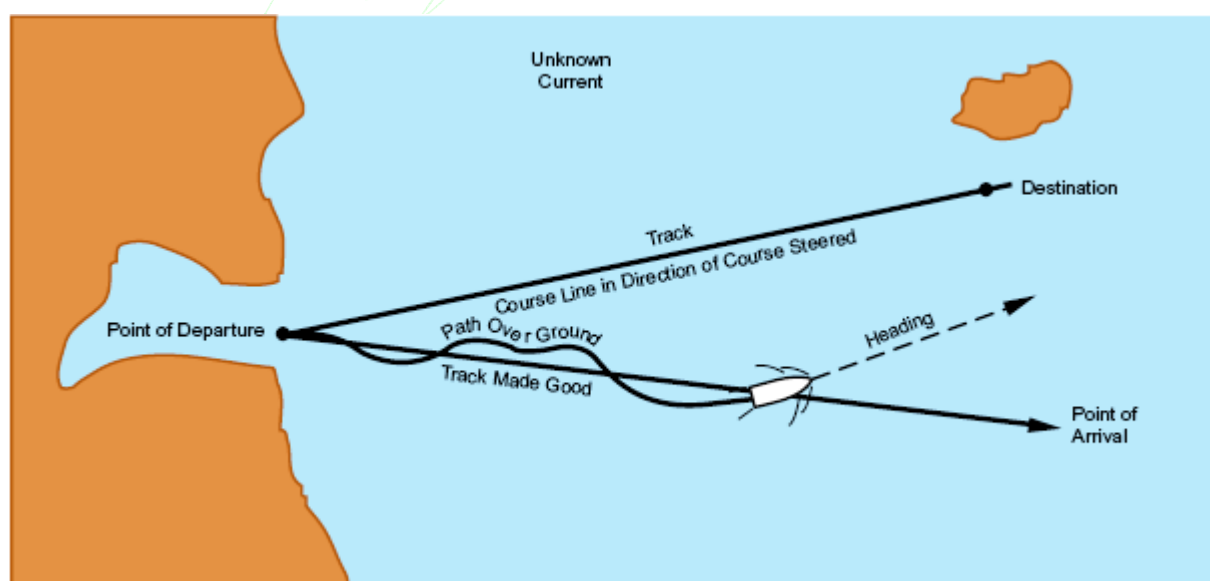 Unknown
Current
Destination
Track
Course Line in Direction of Course Steered
Point of Departure
Path Over Ground
Heading
Track Made Good
Point of
Arrival